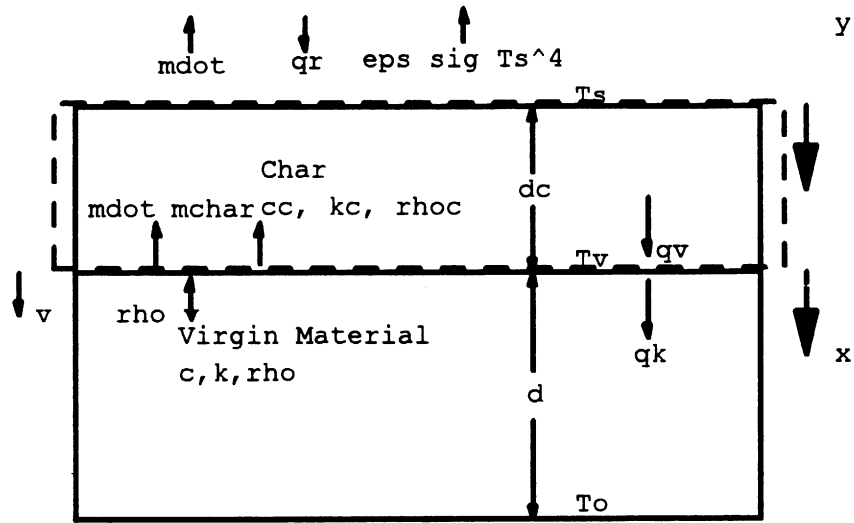 y
mdot qr eps sig Ts^4
Ts
Char
dc
mdot mchar cc, kc, rhoc
Tv qv
v rho
Virgin Material
qk x
c,k,rho
d
To